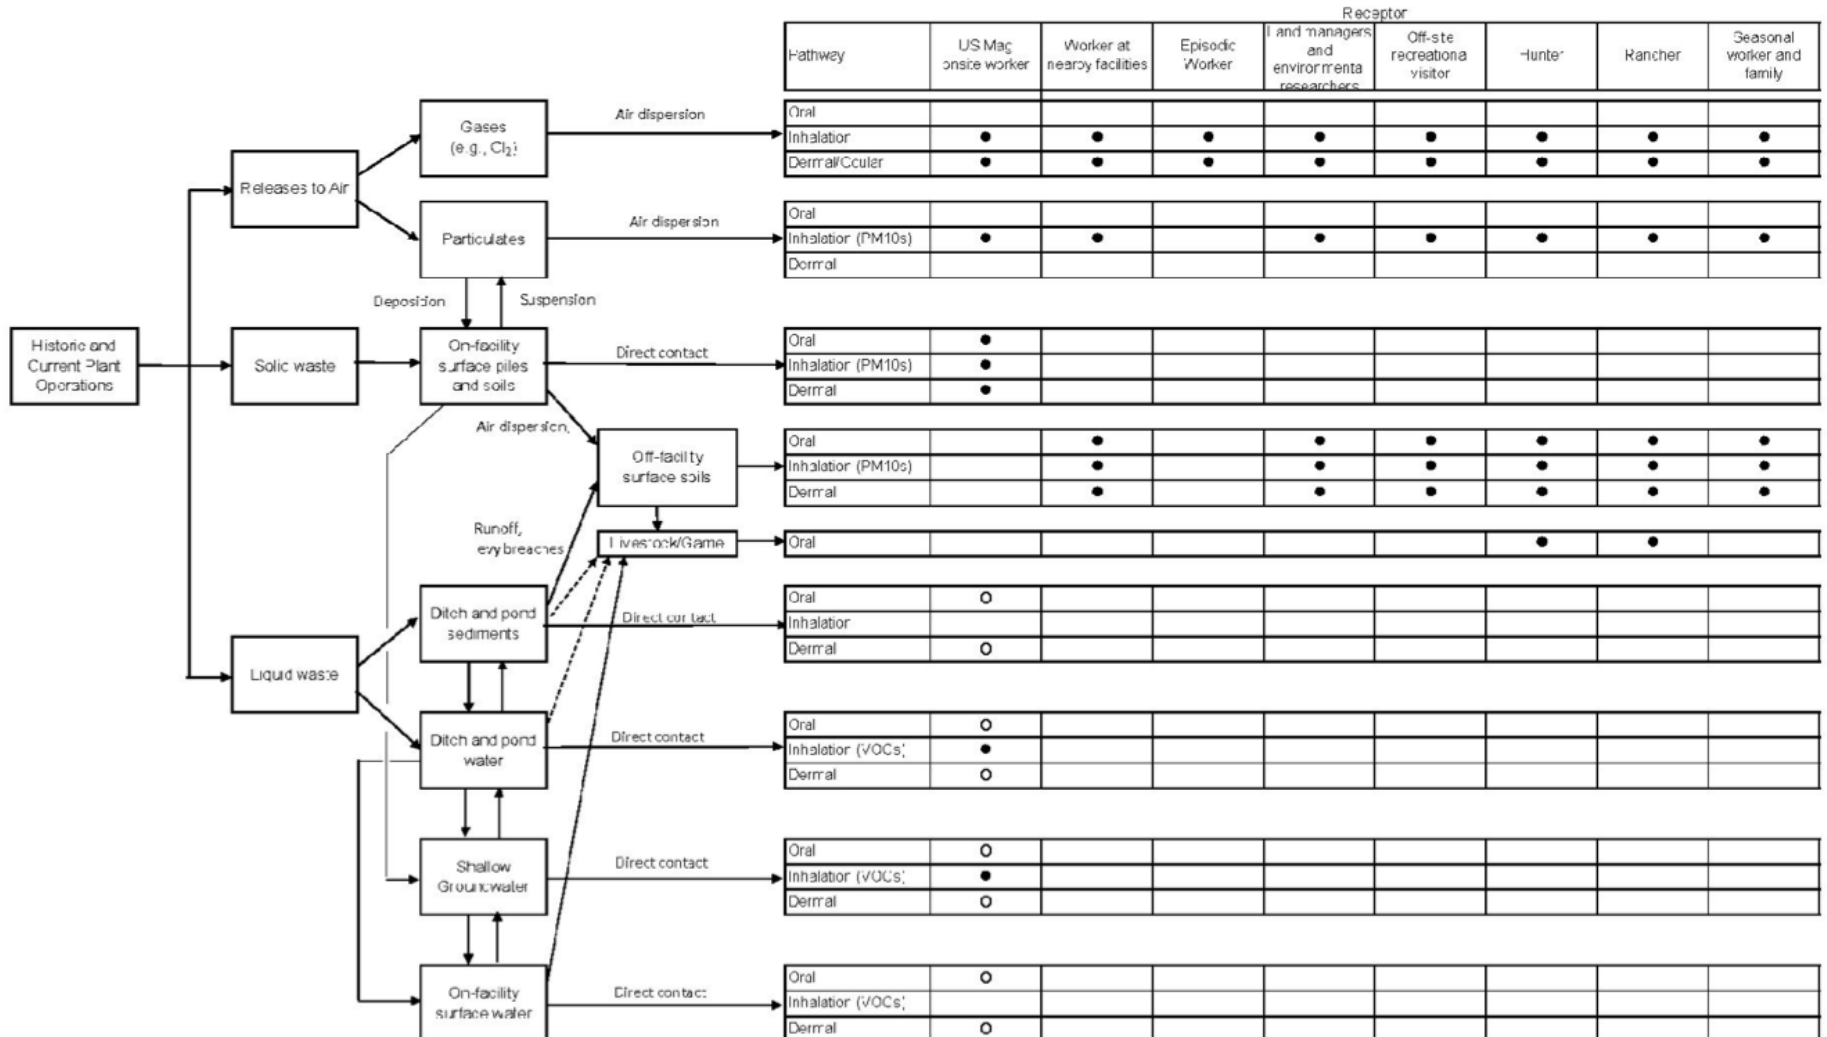 Receptor
Pathway
US Mag
onsite worker
Worker at
nearby facilities
Episodic
Worker
Land managers
and
environmental
researchers
Off-site
recreational
visitor
Hunter
Rancher
Seasonal
worker and
family
Gases
(e.g., Cl2)
Air dispersion
Oral
Inhalation
Dermal/Ocular
Releases to Air
Particulates
Air dispersion
Oral
Inhalation (PM10s)
Dermal
Deposition
Suspension
Historic and
Current Plant
Operations
Solid waste
On-facility
surface piles
and soils
Direct contact
Oral
Inhalation (PM10s)
Dermal
Air dispersion,
Off-facility
surface soils
Oral
Inhalation (PM10s)
Dermal
Runoff,
evy breaches
Livestock/Game
Oral
Liquid waste
Ditch and pond
sediments
Direct contact
Oral
Inhalation
Dermal
Ditch and pond
water
Direct contact
Oral
Inhalation (VOCs)
Dermal
Shallow
Groundwater
Direct contact
Oral
Inhalation (VOCs)
Dermal
On-facility
surface water
Direct contact
Oral
Inhalation (VOCs)
Dermal